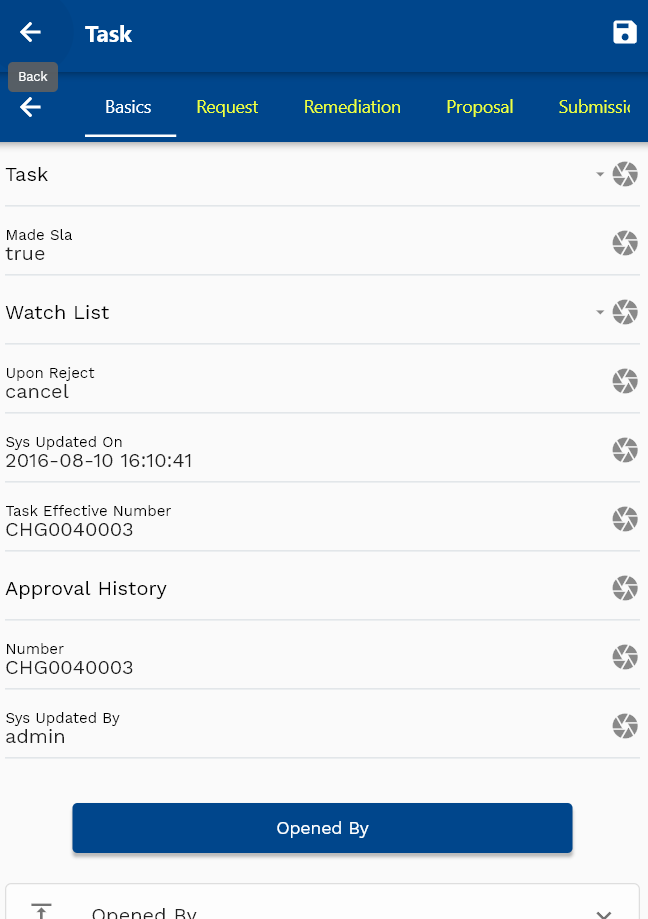 Task
Back
Basics Request Remediation Proposal Submissi
Task
Made Sla
true
Watch List
Upon Reject
cancel
Sys Updated On
2016-08-10 16:10:41
Task Effective Number
CHG0040003
Approval History
Number
CHG0040003
Sys Updated By
admin
Opened By
Opened By